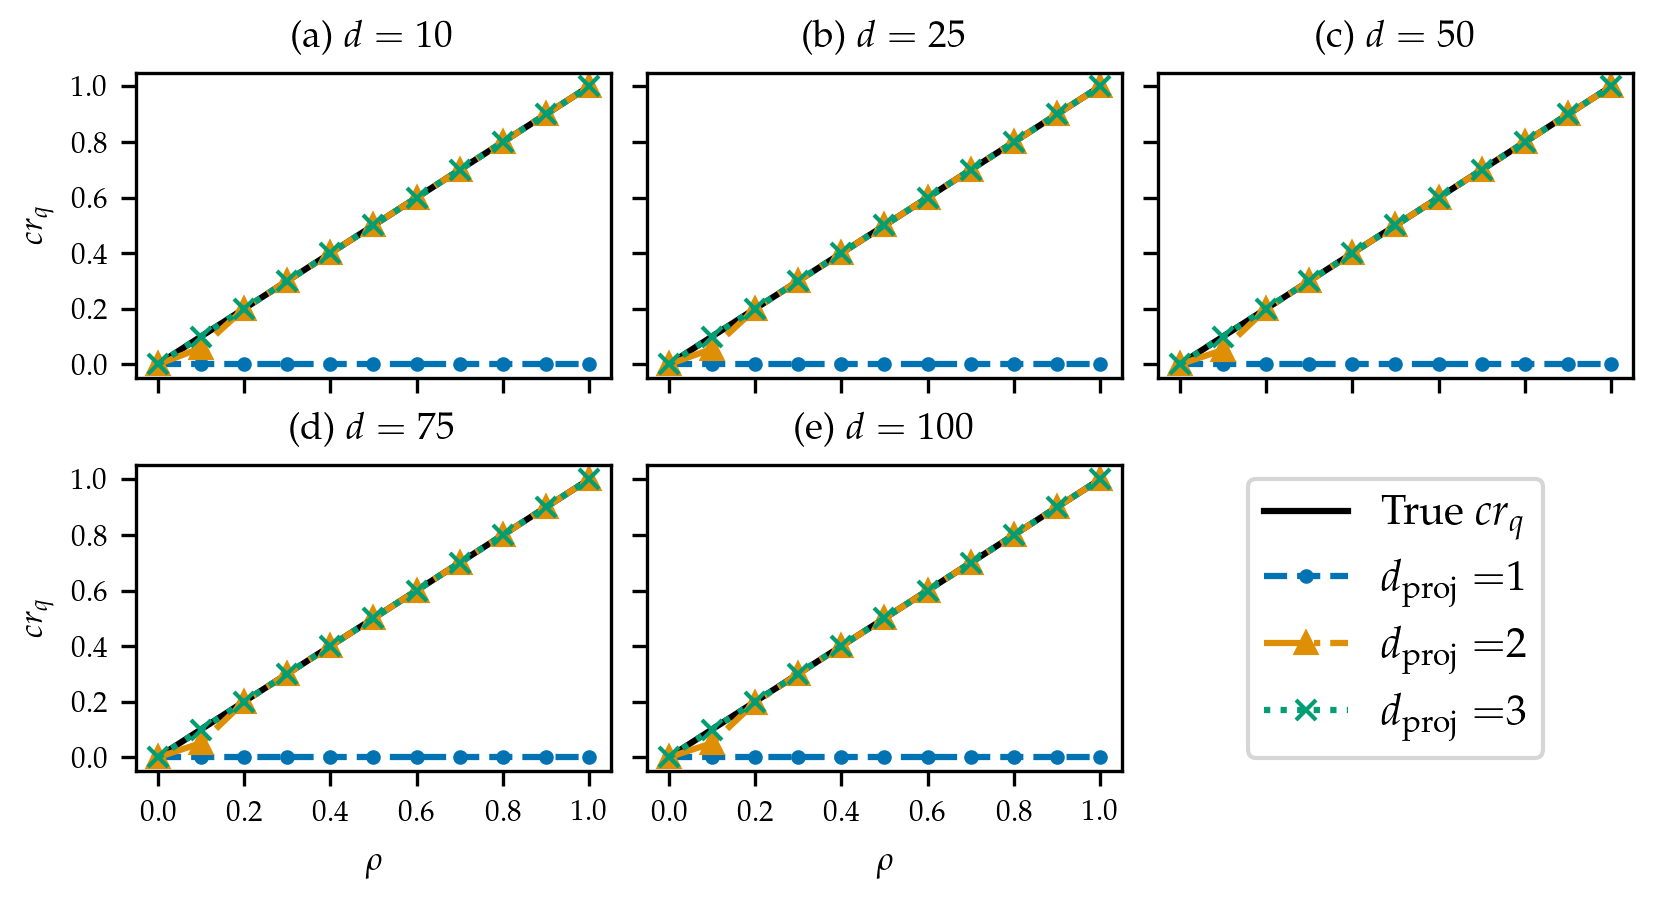 (a) d = 10
(b) d = 25
(c) d = 50
1.0
0.8
0.6
0.4
0.2
0.0
cr_q
(d) d = 75
(e) d = 100
1.0
0.8
0.6
0.4
0.2
0.0
cr_q
0.0 0.2 0.4 0.6 0.8 1.0
ρ
0.0 0.2 0.4 0.6 0.8 1.0
ρ
True cr_q
d_proj =1
d_proj =2
d_proj =3